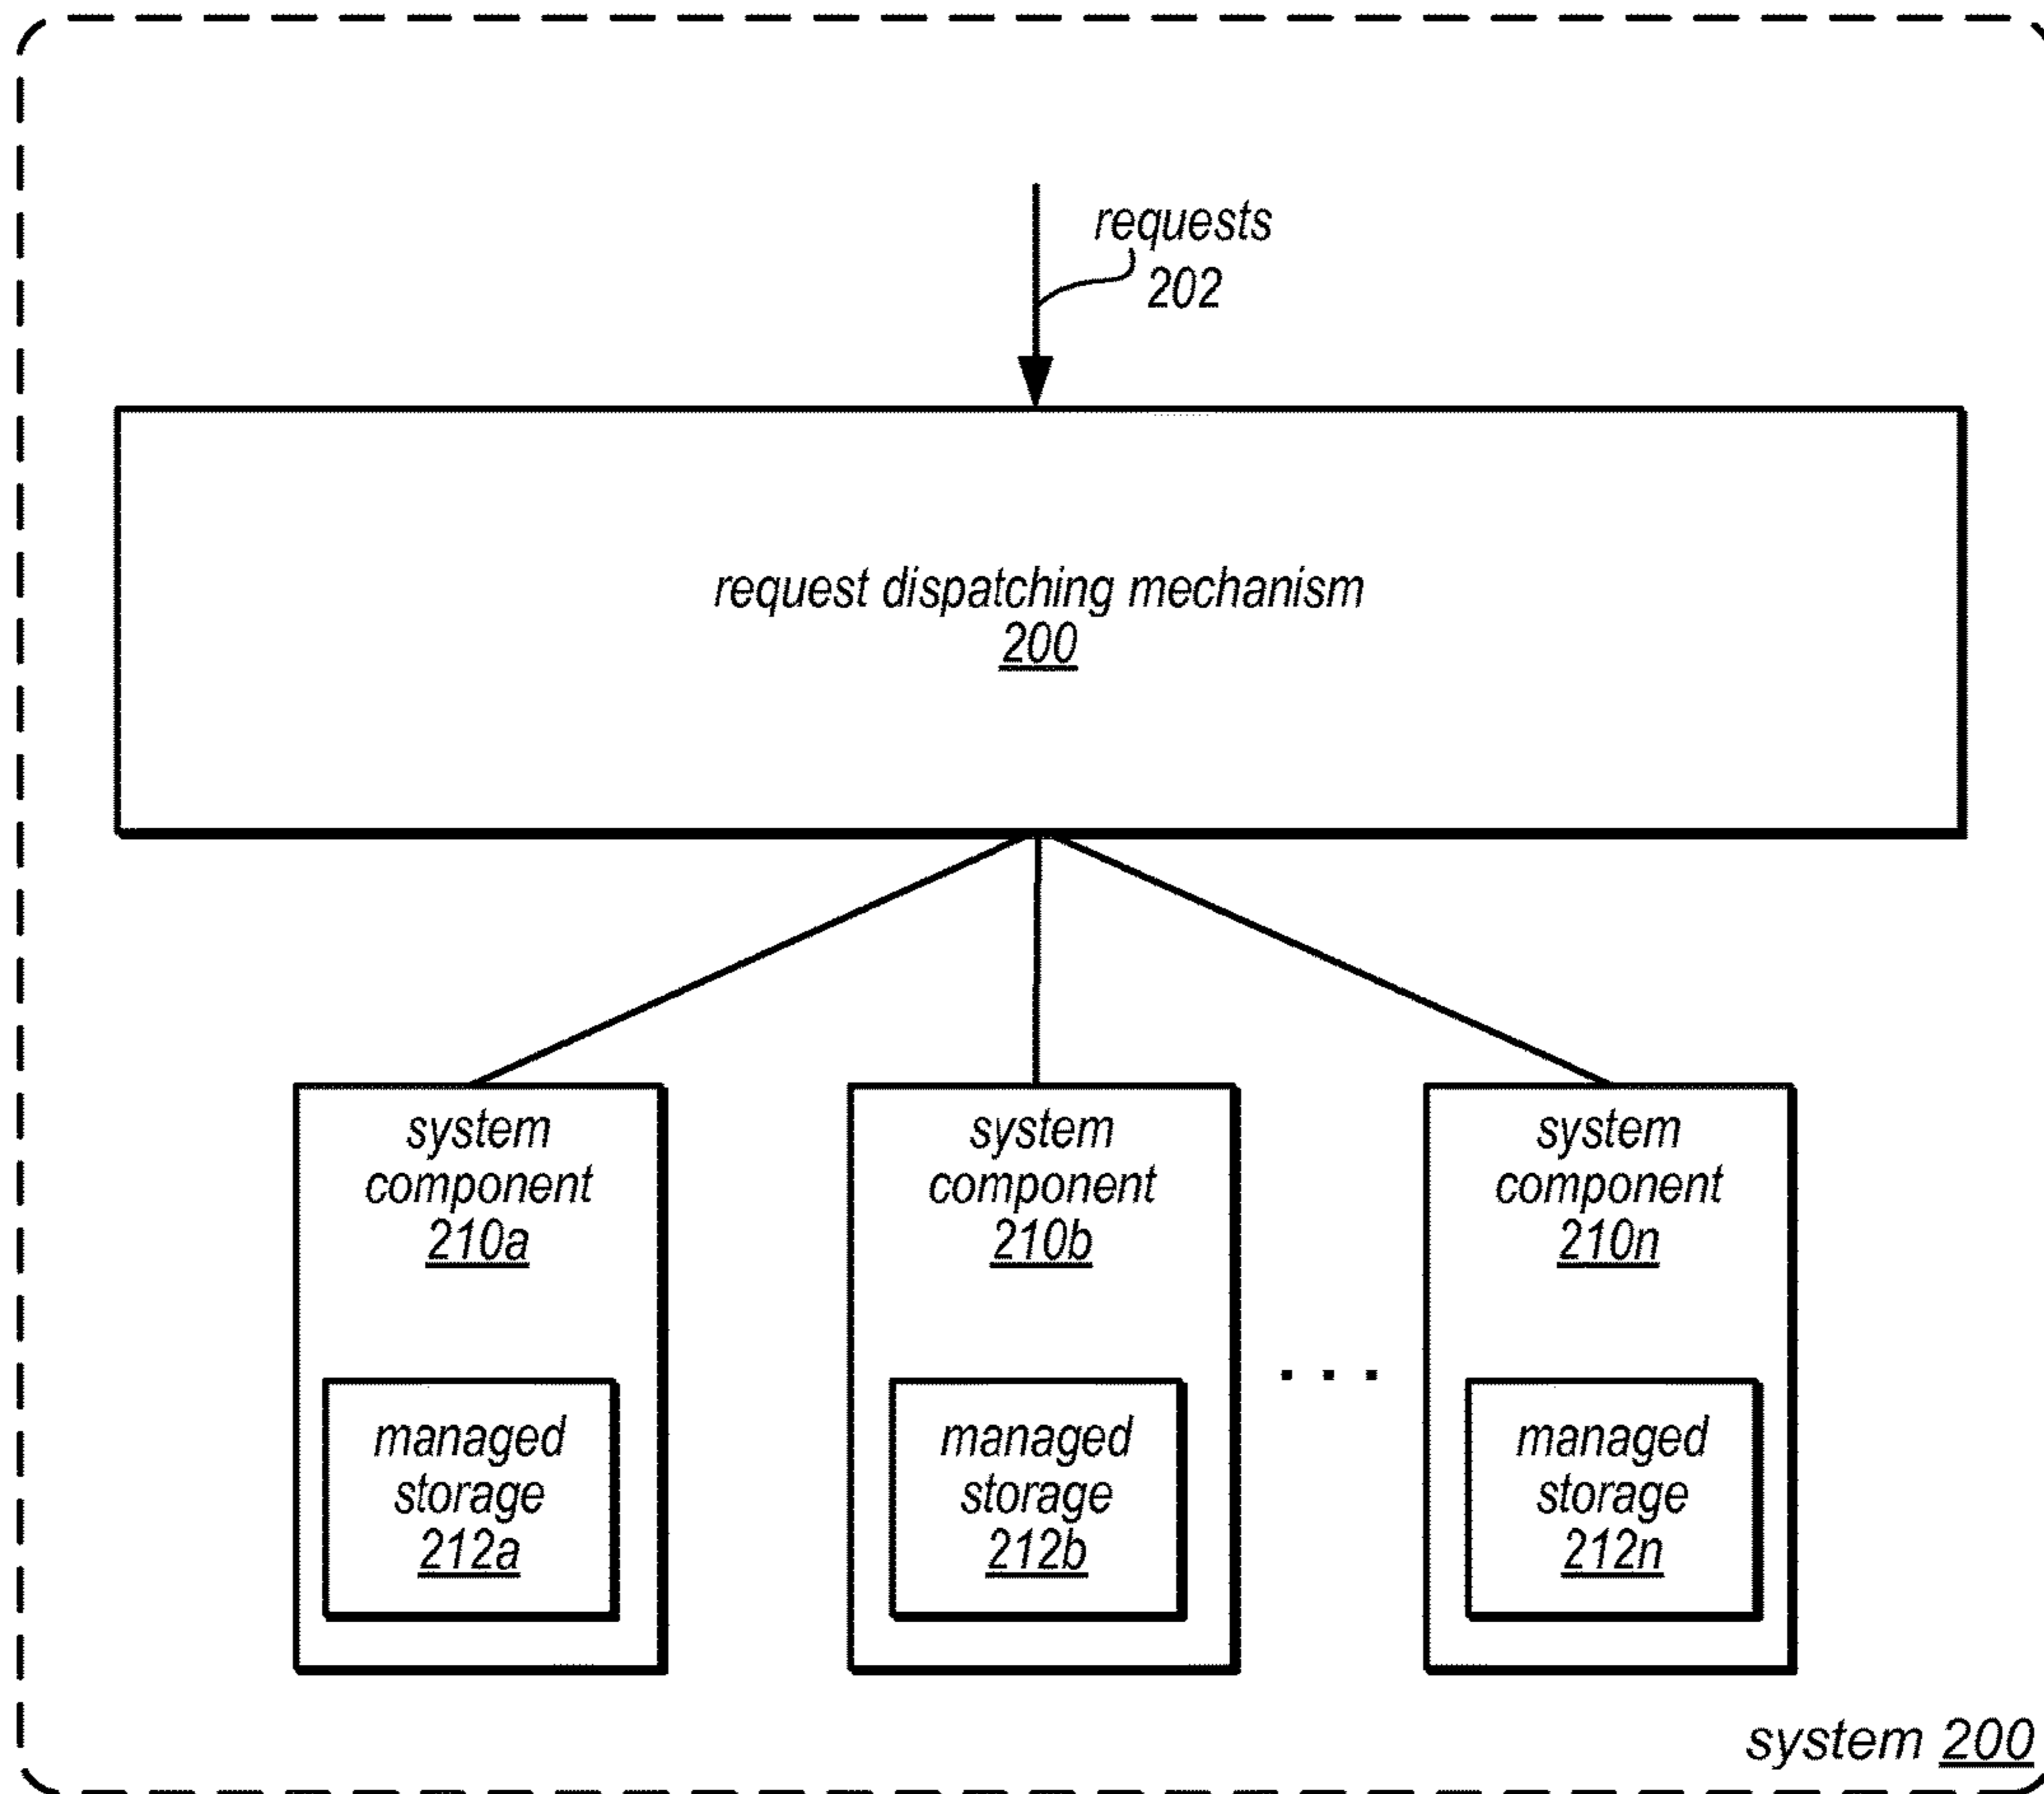 requests
202
request dispatching mechanism
200
system
component
210a
managed
storage
212a
system
component
210b
managed
storage
212b
. . .
system
component
210n
managed
storage
212n
system 200